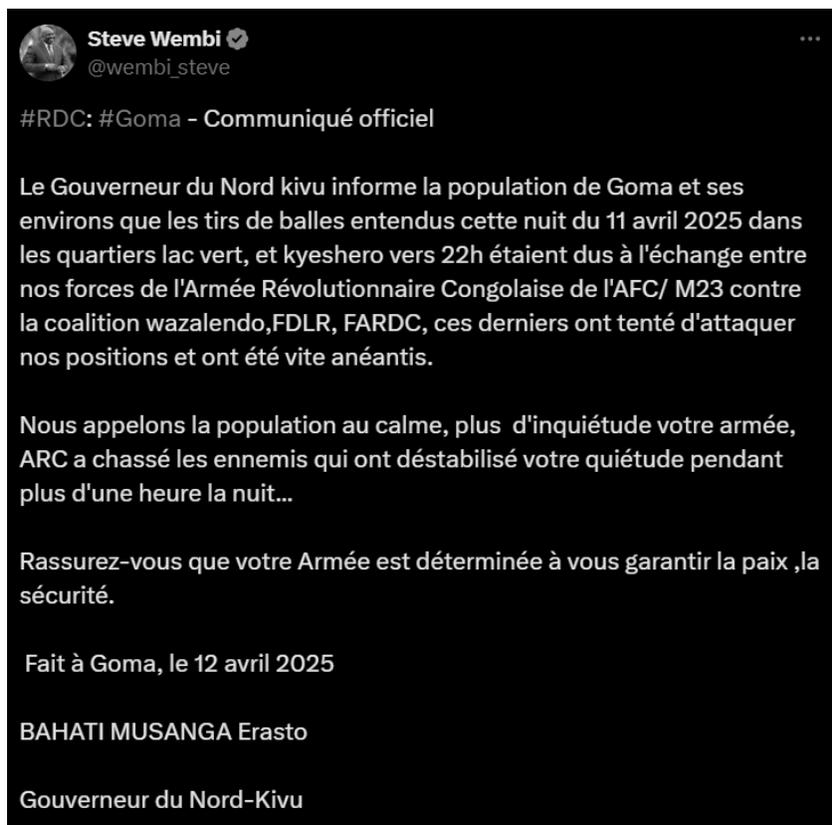 Steve Wembi
@wembi_steve
#RDC: #Goma - Communiqué officiel
Le Gouverneur du Nord kivu informe la population de Goma et ses
environs que les tirs de balles entendus cette nuit du 11 avril 2025 dans
les quartiers lac vert, et kyeshero vers 22h étaient dus à l'échange entre
nos forces de l'Armée Révolutionnaire Congolaise de l'AFC/ M23 contre
la coalition wazalendo,FDLR, FARDC, ces derniers ont tenté d'attaquer
nos positions et ont été vite anéantis.
Nous appelons la population au calme, plus  d'inquiétude votre armée,
ARC a chassé les ennemis qui ont déstabilisé votre quiétude pendant
plus d'une heure la nuit...
Rassurez-vous que votre Armée est déterminée à vous garantir la paix ,la
sécurité.
Fait à Goma, le 12 avril 2025
BAHATI MUSANGA Erasto
Gouverneur du Nord-Kivu